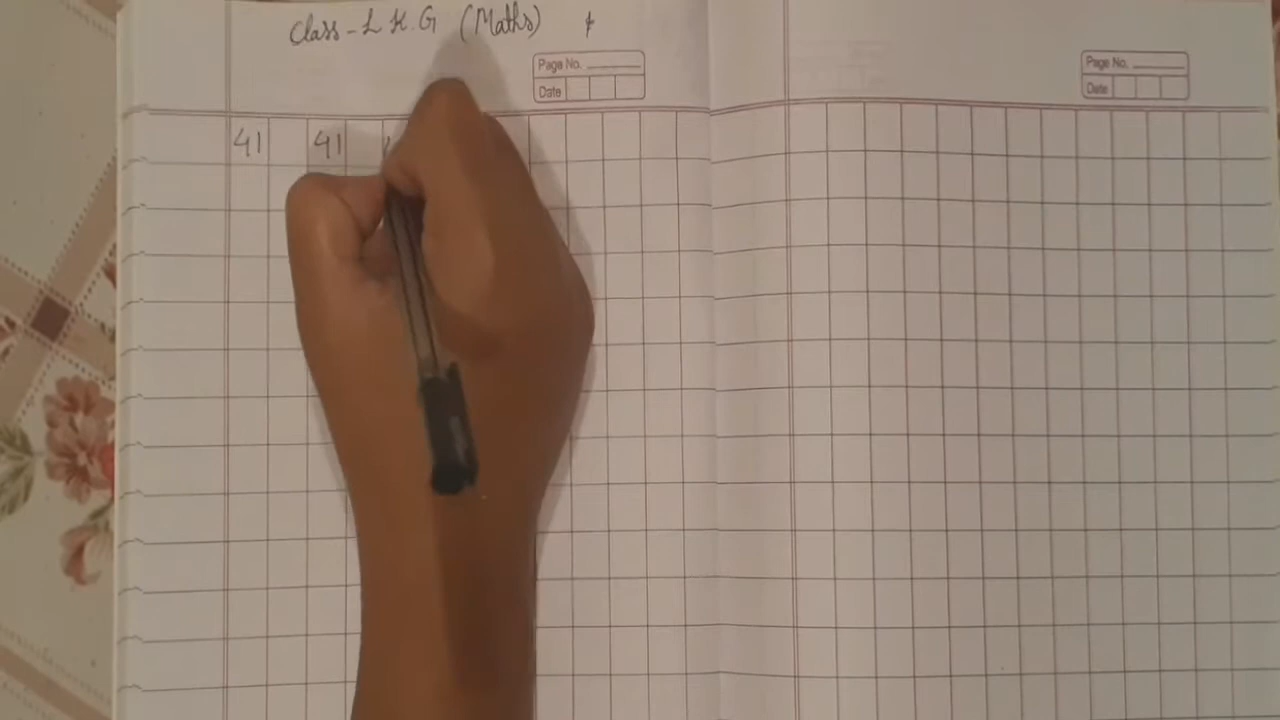 Class - L K.G (Maths)
Page No.
Date
Page No.
Date
41 41